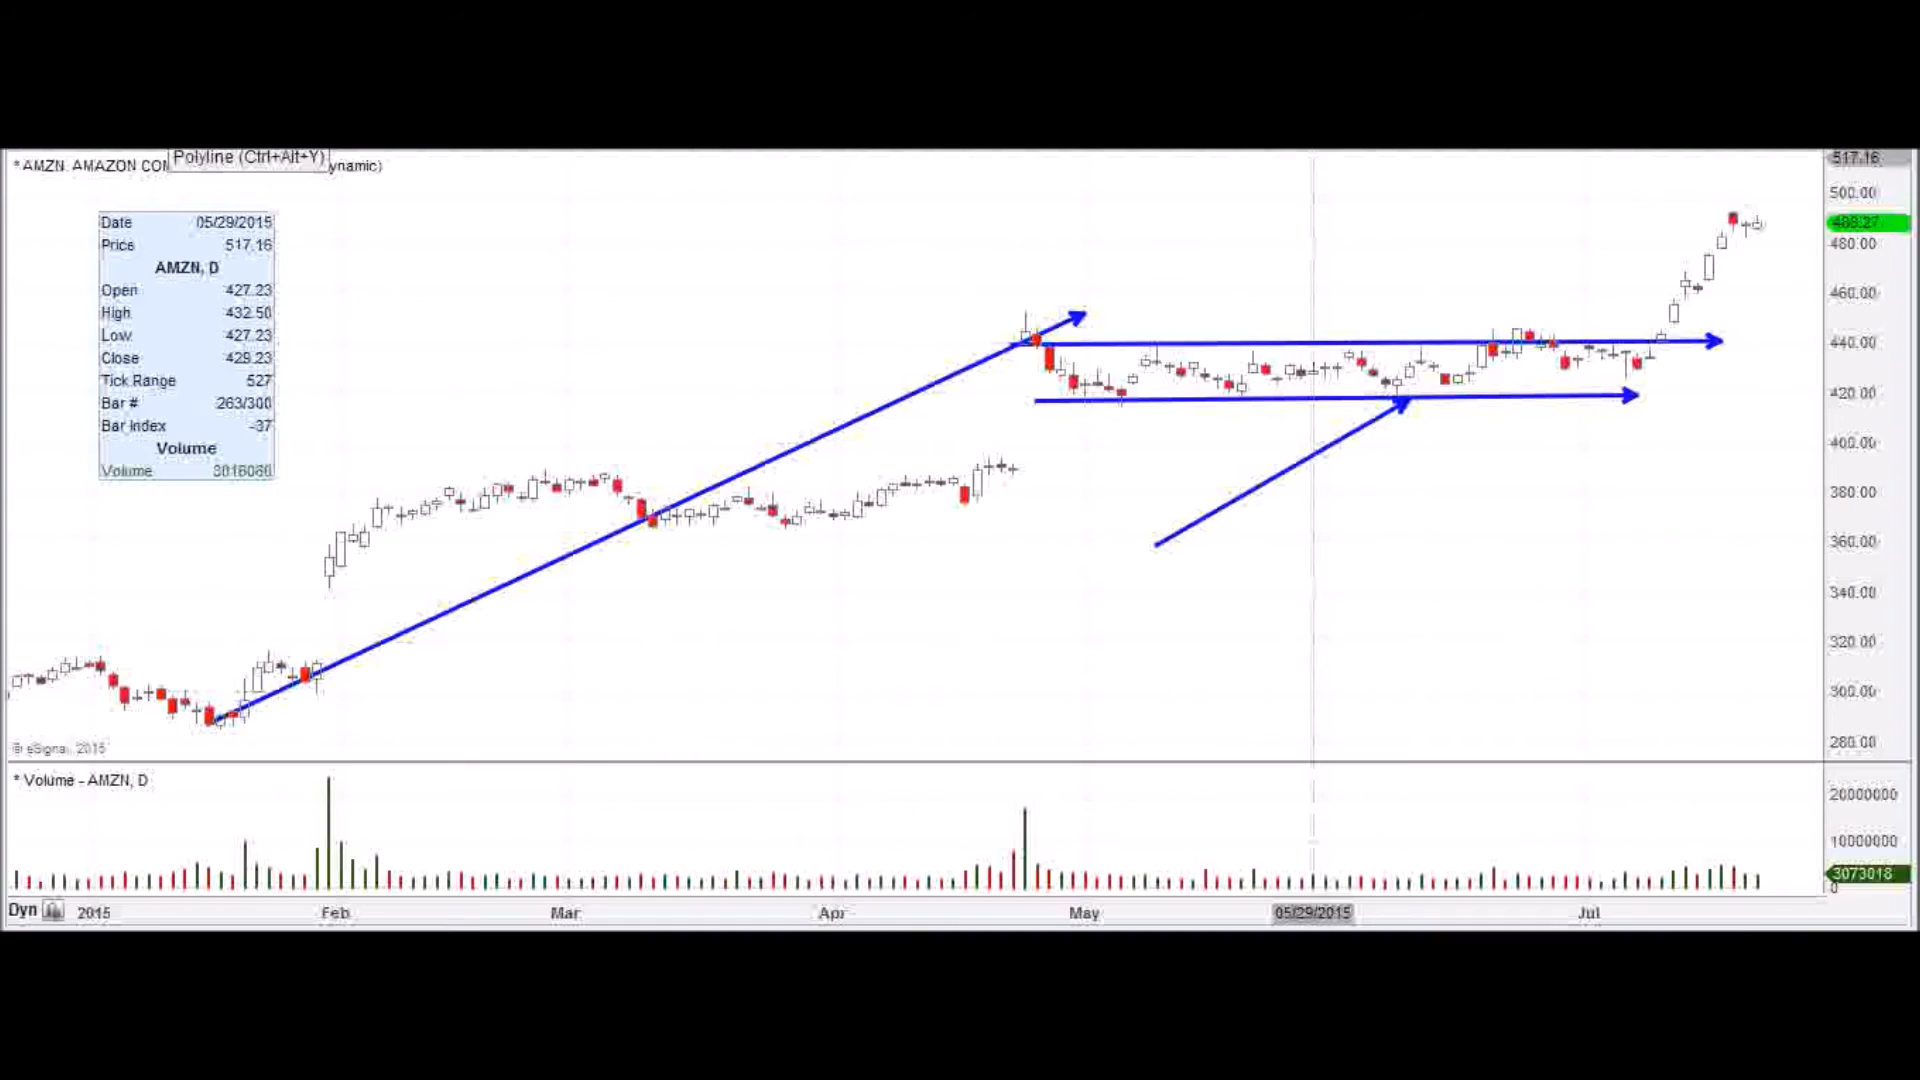 * AMZN, AMAZON COM
Polyline (Ctrl+Alt+Y)
ynamic)
Date 05/29/2015
Price 517.16
AMZN, D
Open 427.23
High 432.50
Low 427.23
Close 429.23
Tick Range 527
Bar # 263/300
Bar Index -37
Volume
Volume 3016080
517.16
500.00
488.27
480.00
460.00
440.00
420.00
400.00
380.00
360.00
340.00
320.00
300.00
280.00
© eSignal, 2015
* Volume - AMZN, D
20000000
10000000
3073018
0
Dyn 2015 Feb Mar Apr May 05/29/2015 Jul